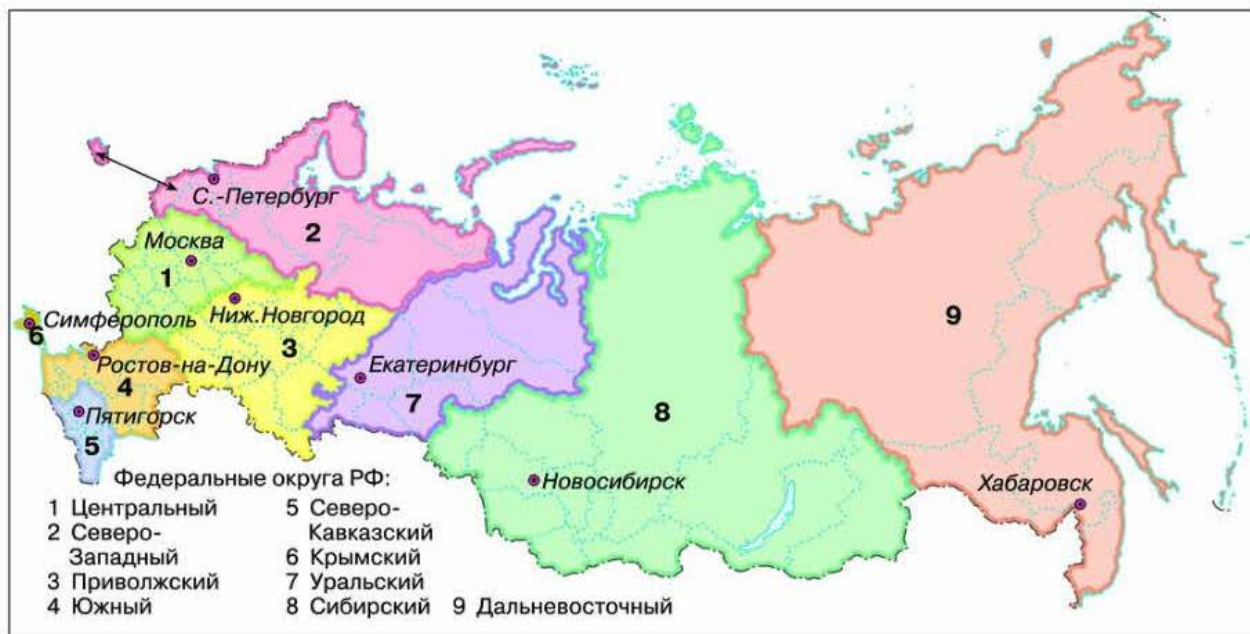 С.-Петербург
2
Москва
1
Ниж.Новгород
Симферополь
6
9
3
Ростов-на-Дону
Екатеринбург
4
7
8
Пятигорск
5
Новосибирск
Хабаровск
Федеральные округа РФ:
1 Центральный
2 Северо-
Западный
3 Приволжский
4 Южный
5 Северо-
Кавказский
6 Крымский
7 Уральский
8 Сибирский
9 Дальневосточный